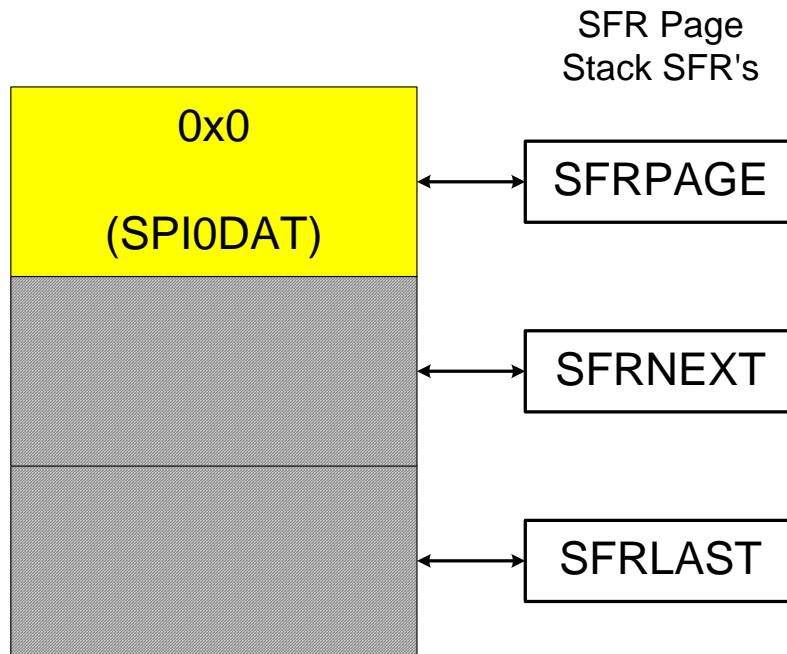 SFR Page
Stack SFR's
0x0
(SPI0DAT)
SFRPAGE
SFRNEXT
SFRLAST